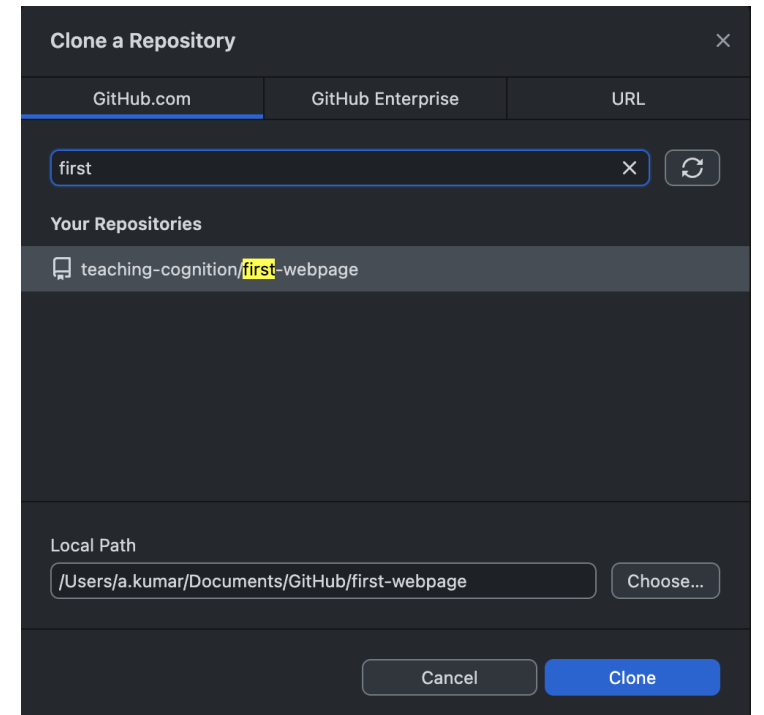 Clone a Repository
GitHub.com GitHub Enterprise URL
first
Your Repositories
teaching-cognition/first-webpage
Local Path
/Users/a.kumar/Documents/GitHub/first-webpage Choose...
Cancel Clone